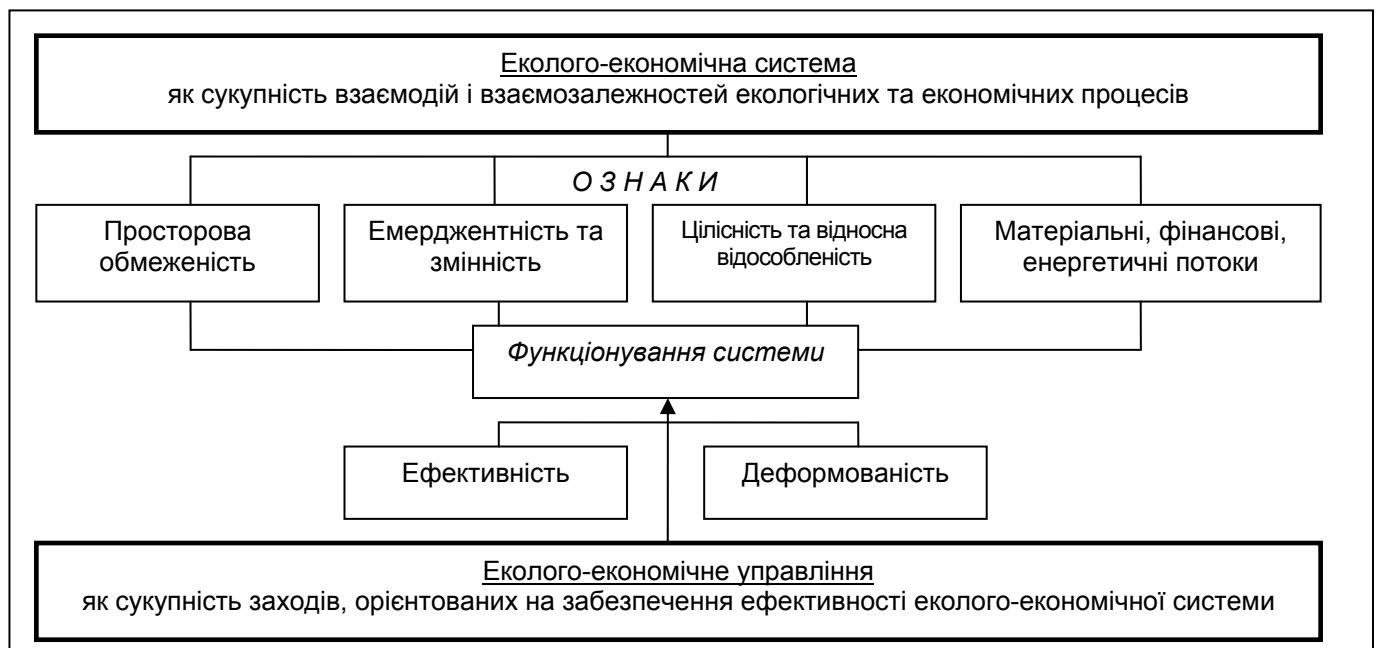 Еколого-економічна система
як сукупність взаємодій і взаємозалежностей екологічних та економічних процесів
О З Н А К И
Просторова
обмеженість
Емерджентність та
змінність
Цілісність та відносна
відособленість
Матеріальні, фінансові,
енергетичні потоки
Функціонування системи
Ефективність
Деформованість
Еколого-економічне управління
як сукупність заходів, орієнтованих на забезпечення ефективності еколого-економічної системи